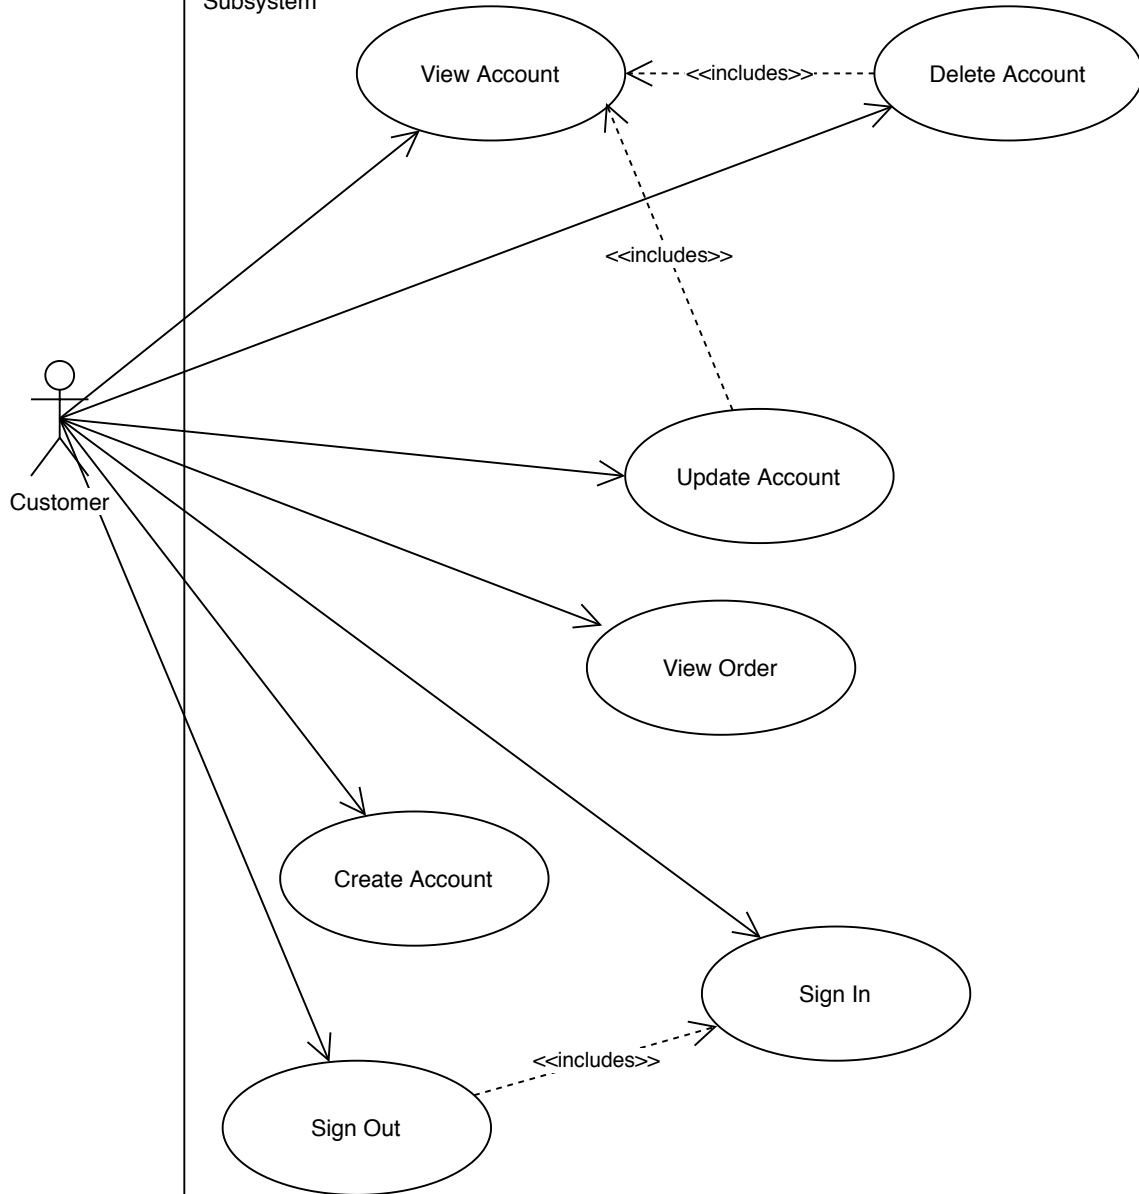 Subsystem
View Account
<<includes>>
Delete Account
<<includes>>
Customer
Update Account
View Order
Create Account
Sign In
<<includes>>
Sign Out